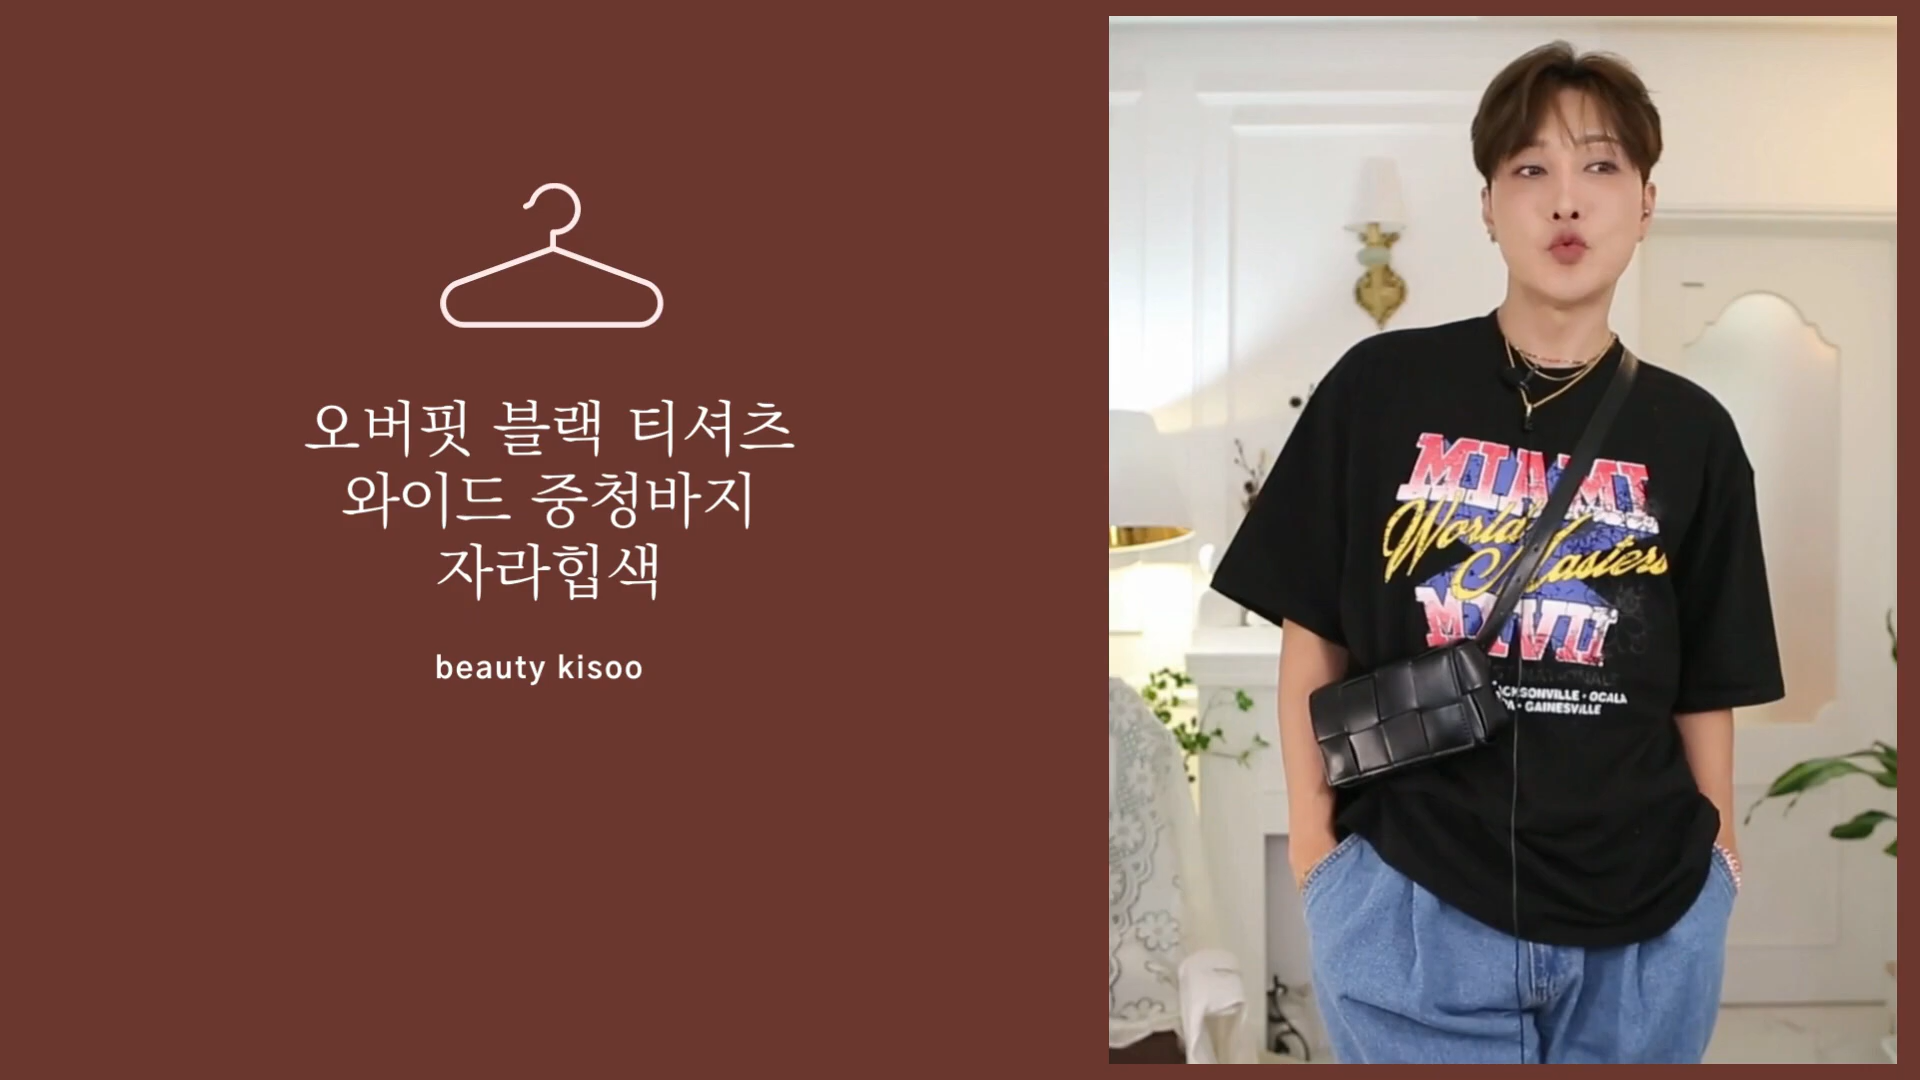 오버핏 블랙 티셔츠
와이드 중청바지
자라힙색
beauty kisoo
MIAMI
World
Masters
SONVILLE • OCALA
GAINESVILLE